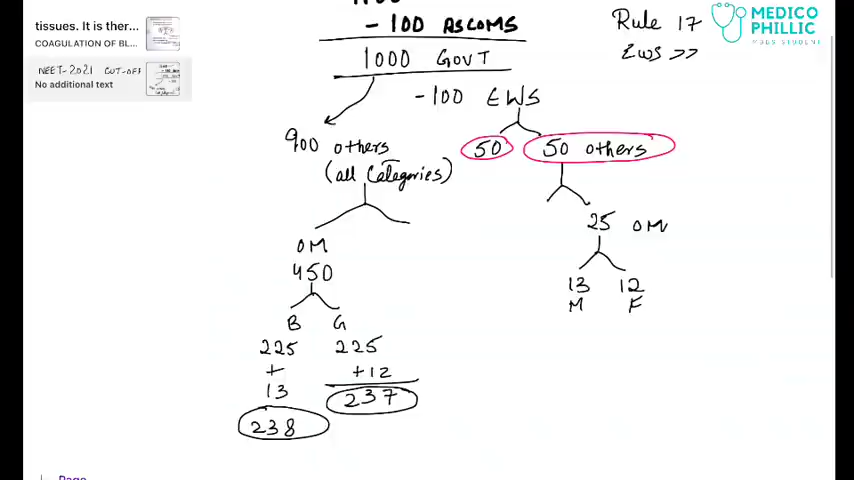 tissues. It is ther...
COAGULATION OF BL...
NEET-2021 CUT-OFF
No additional text
- 100 ASCOMS
1000 GOVT
-100 EWS
900 others
(all Categories)
50
50 others
OM
450
B G
225 225
+ +12
13 237
238
25 OM
13 12
M F
Rule 17
EWS >>
MEDICO
PHILLIC